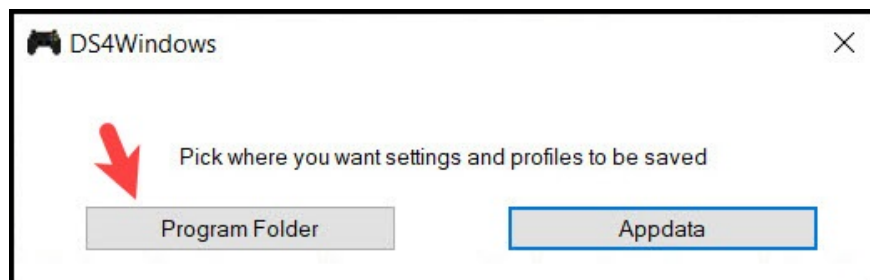 DS4Windows
Pick where you want settings and profiles to be saved
Program Folder
Appdata